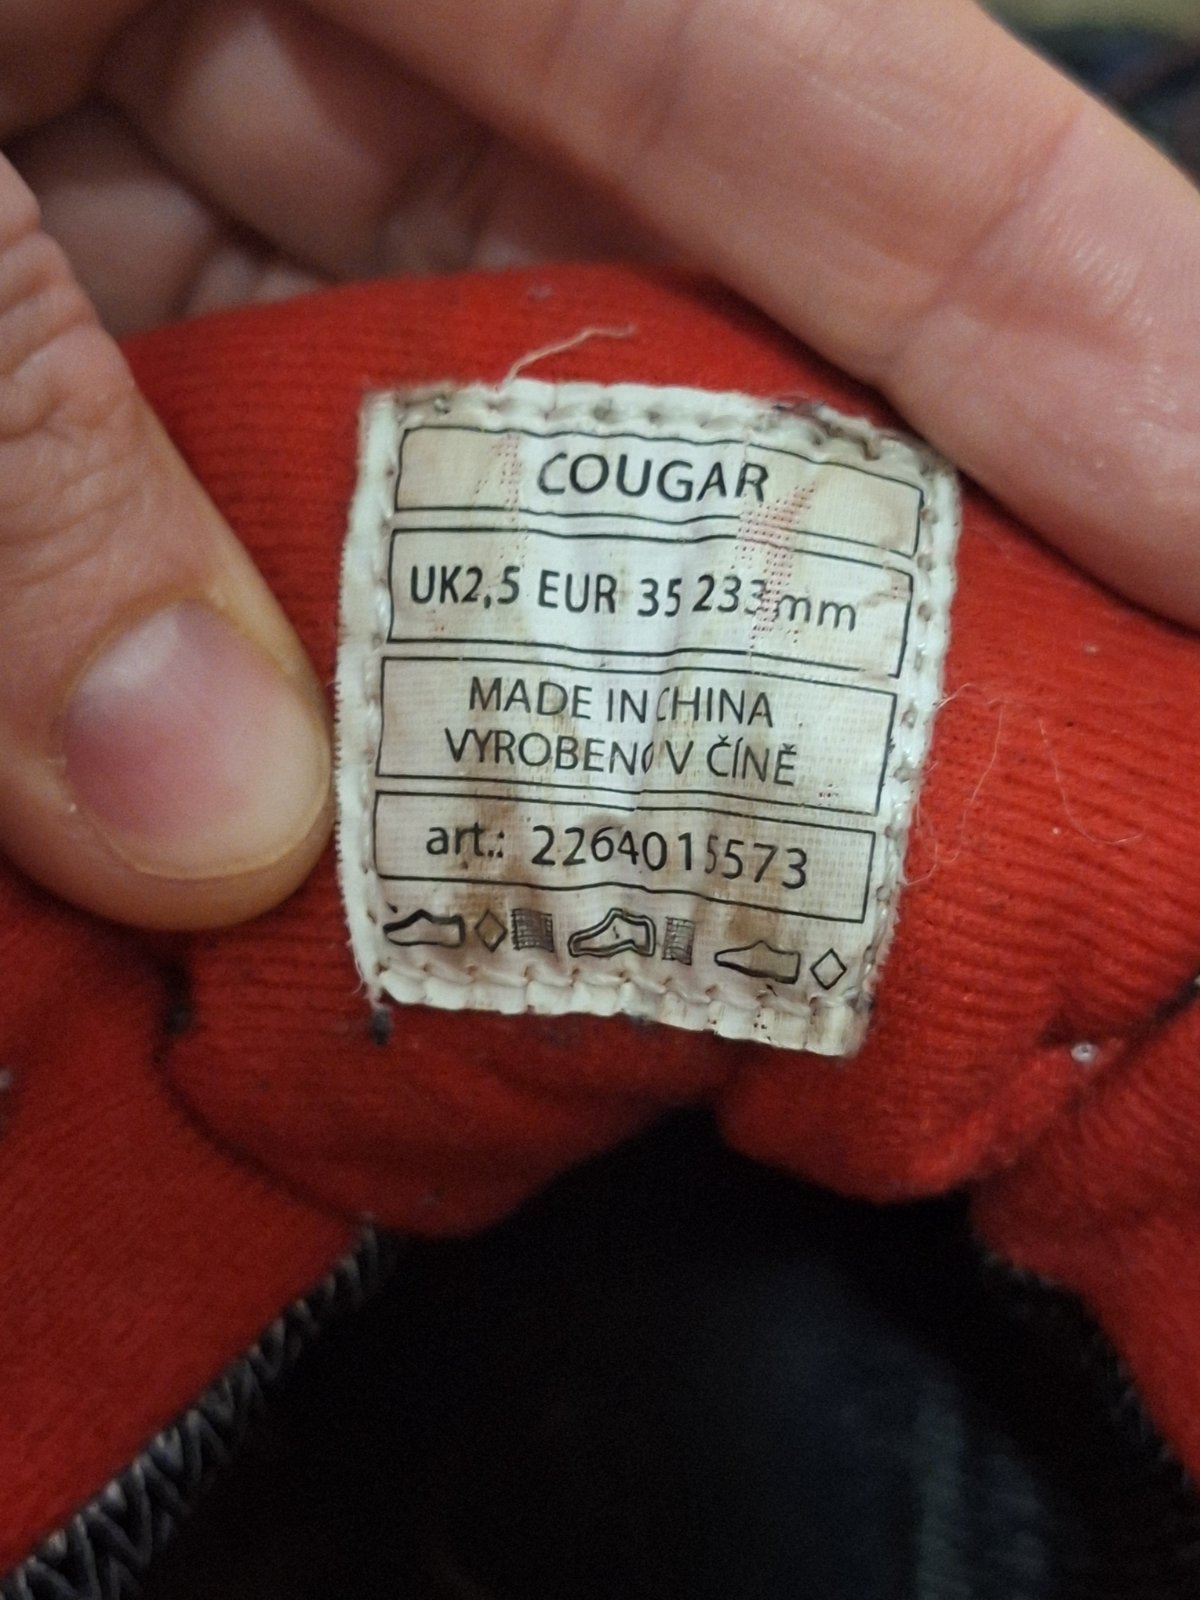 COUGAR
UK2,5 EUR 35 233mm
MADE IN CHINA
VYROBENO V ČÍNĚ
art.: 2264015573